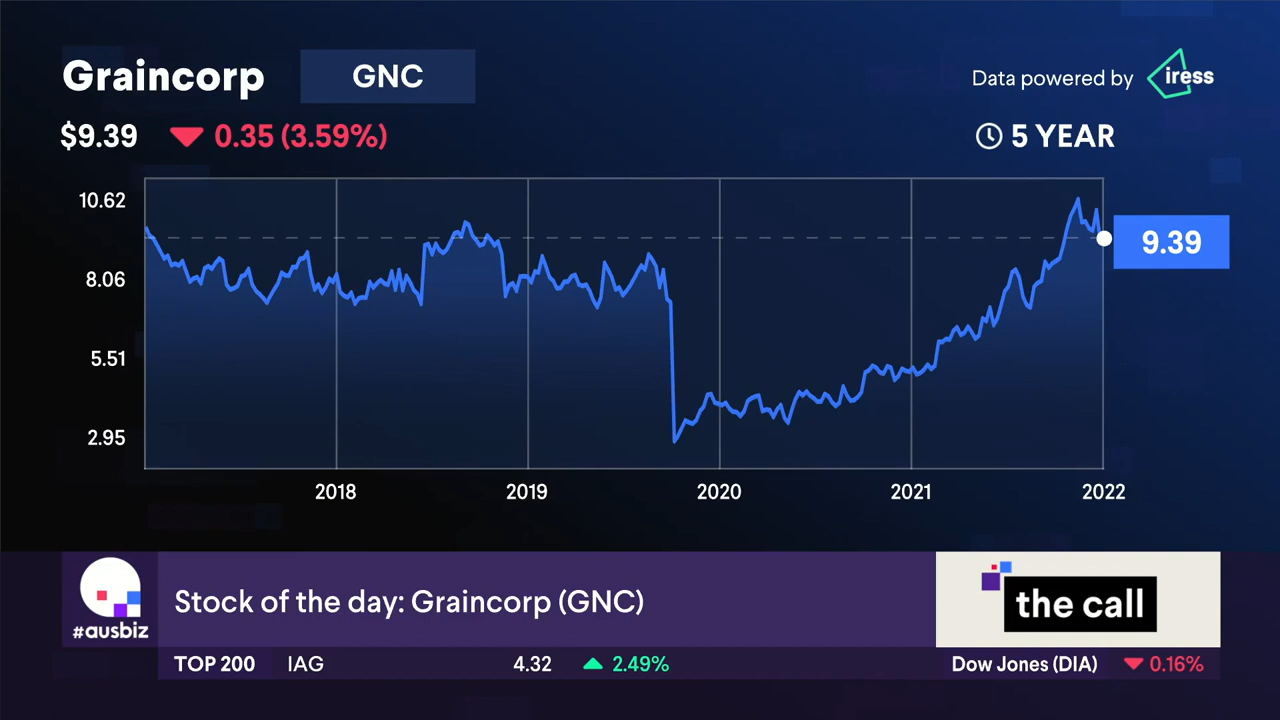 Graincorp
GNC
Data powered by iress
$9.39 ▼ 0.35 (3.59%)
5 YEAR
10.62
8.06
5.51
2.95
9.39
2018 2019 2020 2021 2022
#ausbiz
Stock of the day: Graincorp (GNC)
the call
TOP 200 IAG 4.32 ▲ 2.49% Dow Jones (DIA) ▼ 0.16%